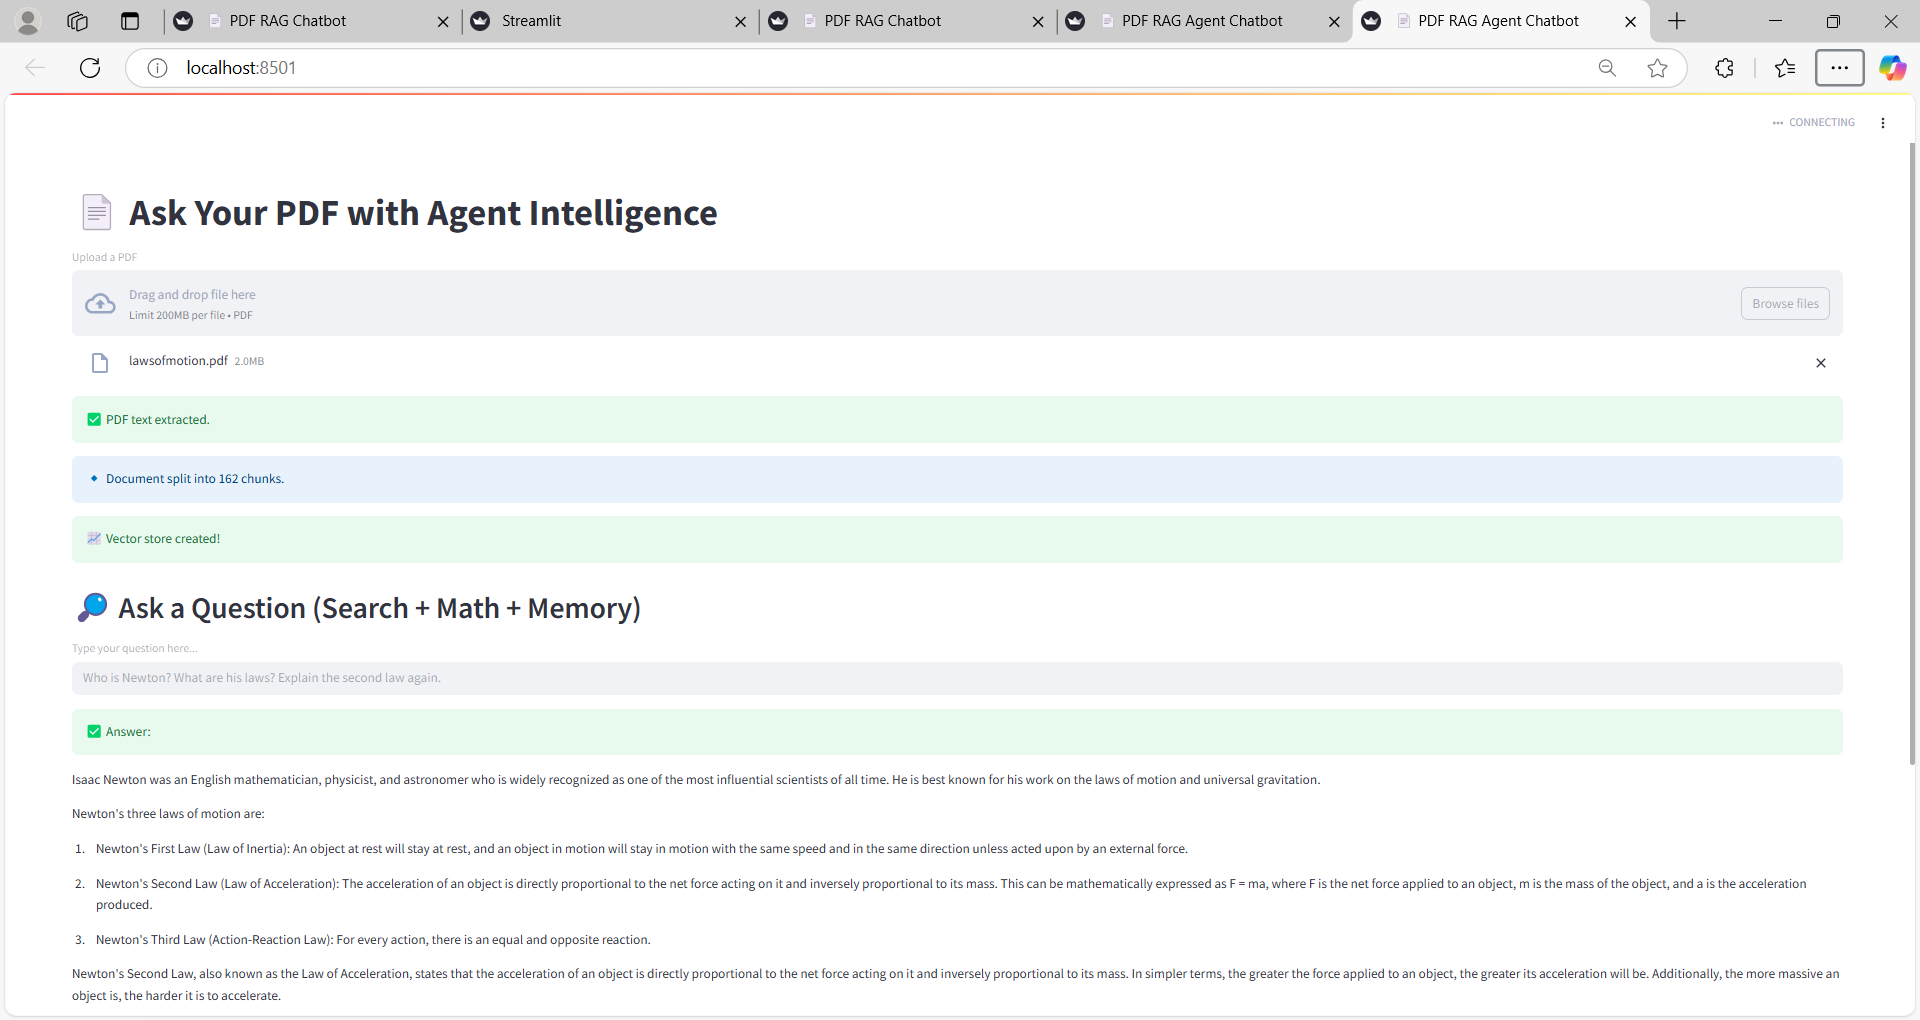 PDF RAG Chatbot
Streamlit
PDF RAG Chatbot
PDF RAG Agent Chatbot
PDF RAG Agent Chatbot
localhost:8501
CONNECTING
Ask Your PDF with Agent Intelligence
Upload a PDF
Drag and drop file here
Limit 200MB per file • PDF
Browse files
lawsofmotion.pdf 2.0MB
PDF text extracted.
Document split into 162 chunks.
Vector store created!
Ask a Question (Search + Math + Memory)
Type your question here...
Who is Newton? What are his laws? Explain the second law again.
Answer:
Isaac Newton was an English mathematician, physicist, and astronomer who is widely recognized as one of the most influential scientists of all time. He is best known for his work on the laws of motion and universal gravitation.
Newton's three laws of motion are:
1. Newton's First Law (Law of Inertia): An object at rest will stay at rest, and an object in motion will stay in motion with the same speed and in the same direction unless acted upon by an external force.
2. Newton's Second Law (Law of Acceleration): The acceleration of an object is directly proportional to the net force acting on it and inversely proportional to its mass. This can be mathematically expressed as F = ma, where F is the net force applied to an object, m is the mass of the object, and a is the acceleration
produced.
3. Newton's Third Law (Action-Reaction Law): For every action, there is an equal and opposite reaction.
Newton's Second Law, also known as the Law of Acceleration, states that the acceleration of an object is directly proportional to the net force acting on it and inversely proportional to its mass. In simpler terms, the greater the force applied to an object, the greater its acceleration will be. Additionally, the more massive an
object is, the harder it is to accelerate.